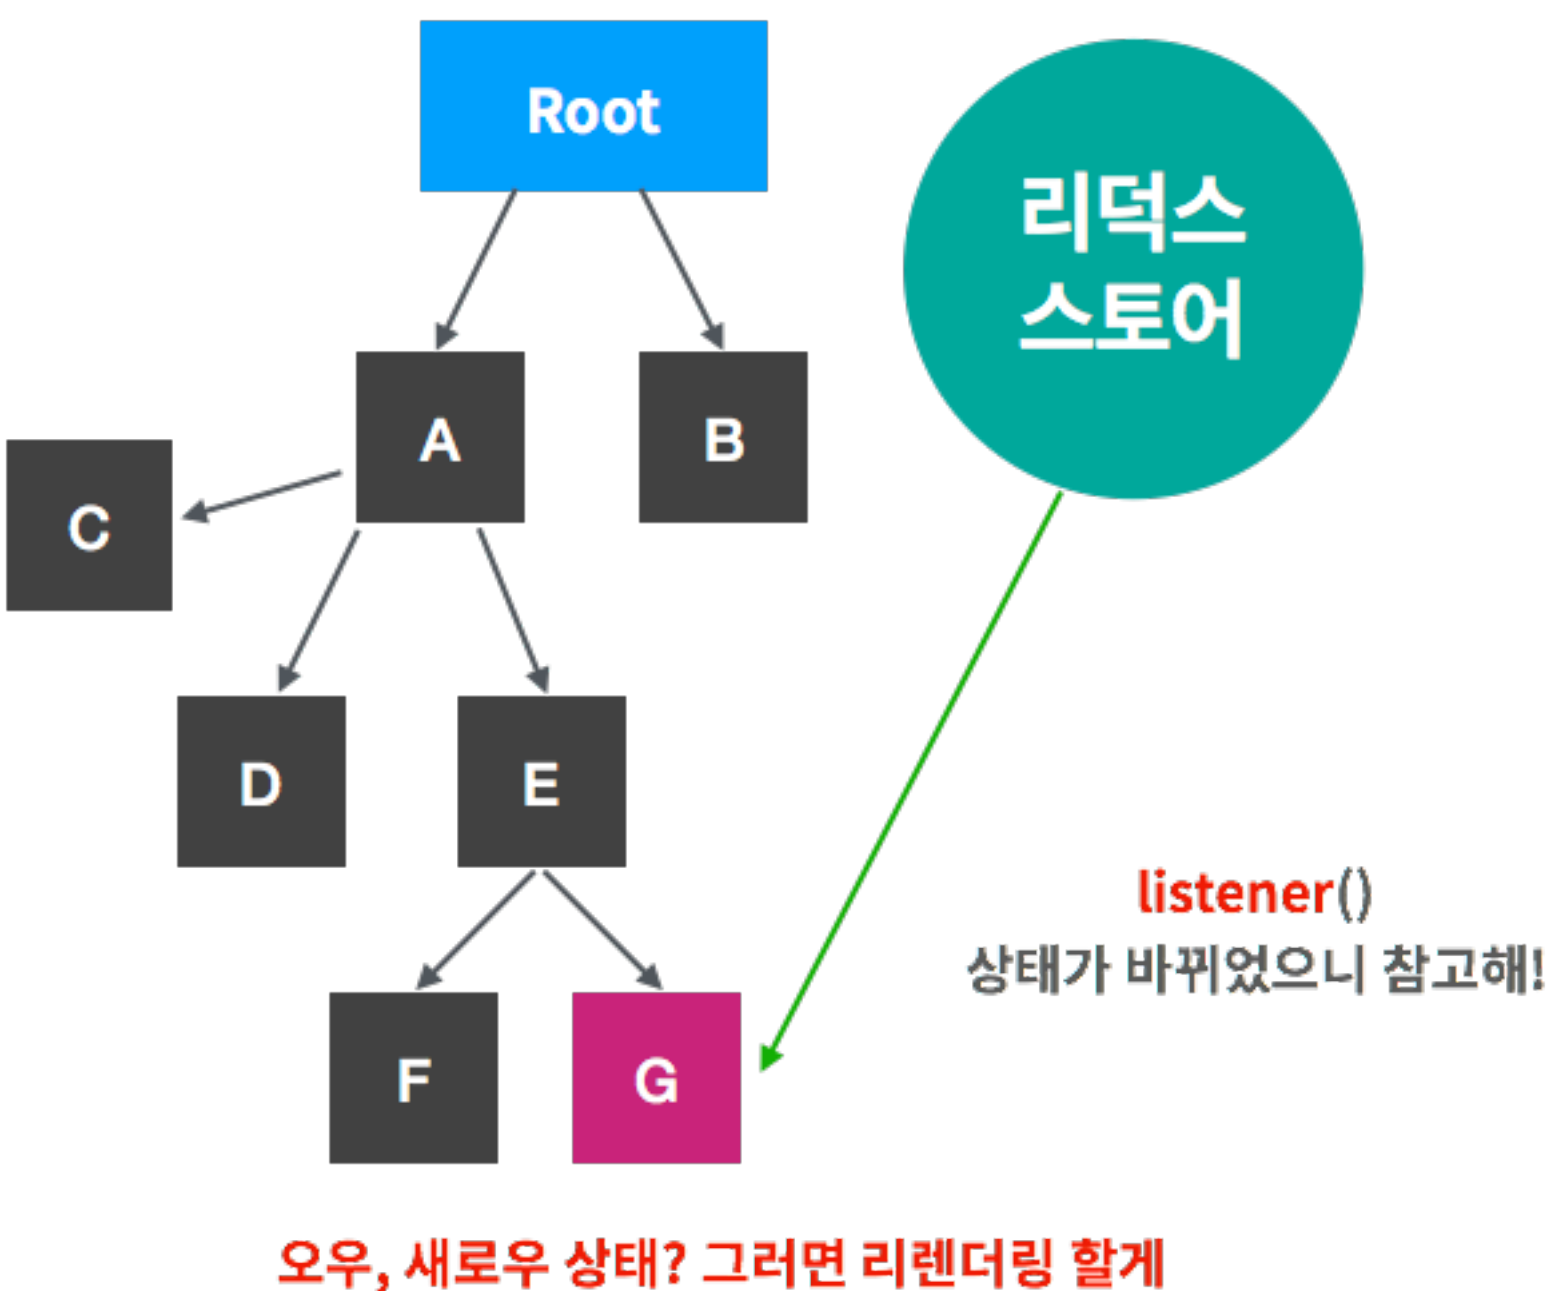 Root
리덕스
스토어
A
B
C
D
E
listener()
상태가 바뀌었으니 참고해!
F
G
오우, 새로우 상태? 그러면 리렌더링 할게